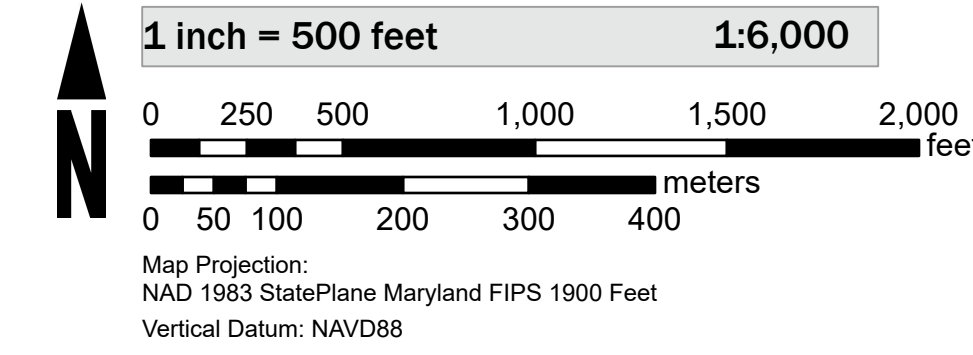 1 inch = 500 feet 1:6,000
0 250 500 1,000 1,500 2,000
feet
meters
0 50 100 200 300 400
N
Map Projection:
NAD 1983 StatePlane Maryland FIPS 1900 Feet
Vertical Datum: NAVD88